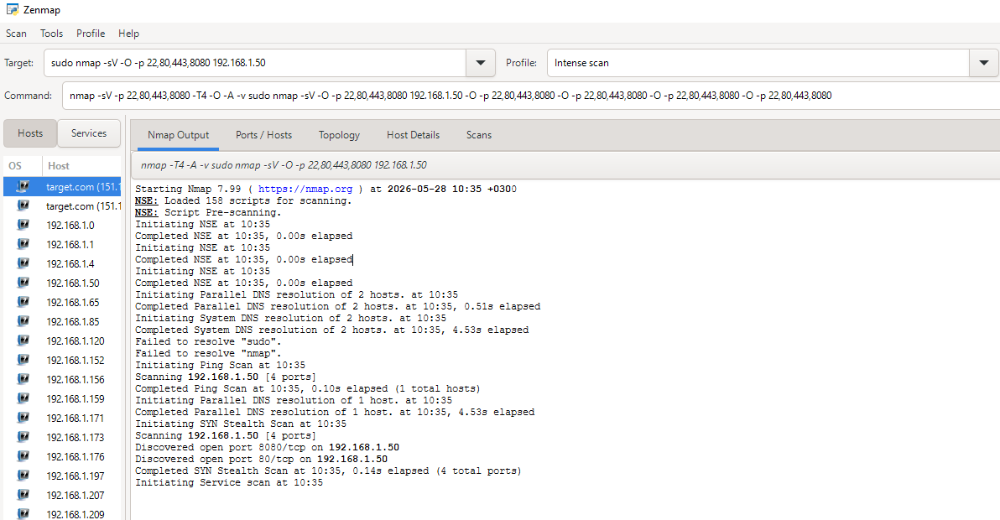 Zenmap
Scan Tools Profile Help
Target: sudo nmap -sV -O -p 22,80,443,8080 192.168.1.50 Profile: Intense scan
Command: nmap -sV -p 22,80,443,8080 -T4 -O -A -v sudo nmap -sV -O -p 22,80,443,8080 192.168.1.50 -O -p 22,80,443,8080 -O -p 22,80,443,8080 -O -p 22,80,443,8080 -O -p 22,80,443,8080
Hosts Services
OS Host
target.com (151.1
target.com (151.1
192.168.1.0
192.168.1.1
192.168.1.4
192.168.1.50
192.168.1.65
192.168.1.85
192.168.1.120
192.168.1.152
192.168.1.156
192.168.1.159
192.168.1.171
192.168.1.173
192.168.1.176
192.168.1.197
192.168.1.207
192.168.1.209
Nmap Output Ports / Hosts Topology Host Details Scans
nmap -T4 -A -v sudo nmap -sV -O -p 22,80,443,8080 192.168.1.50
Starting Nmap 7.99 ( https://nmap.org ) at 2026-05-28 10:35 +0300
NSE: Loaded 158 scripts for scanning.
NSE: Script Pre-scanning.
Initiating NSE at 10:35
Completed NSE at 10:35, 0.00s elapsed
Initiating NSE at 10:35
Completed NSE at 10:35, 0.00s elapsed
Initiating NSE at 10:35
Completed NSE at 10:35, 0.00s elapsed
Initiating Parallel DNS resolution of 2 hosts. at 10:35
Completed Parallel DNS resolution of 2 hosts. at 10:35, 0.51s elapsed
Initiating System DNS resolution of 2 hosts. at 10:35
Completed System DNS resolution of 2 hosts. at 10:35, 4.53s elapsed
Failed to resolve "sudo".
Failed to resolve "nmap".
Initiating Ping Scan at 10:35
Scanning 192.168.1.50 [4 ports]
Completed Ping Scan at 10:35, 0.10s elapsed (1 total hosts)
Initiating Parallel DNS resolution of 1 host. at 10:35
Completed Parallel DNS resolution of 1 host. at 10:35, 4.53s elapsed
Initiating SYN Stealth Scan at 10:35
Scanning 192.168.1.50 [4 ports]
Discovered open port 8080/tcp on 192.168.1.50
Discovered open port 80/tcp on 192.168.1.50
Completed SYN Stealth Scan at 10:35, 0.14s elapsed (4 total ports)
Initiating Service scan at 10:35